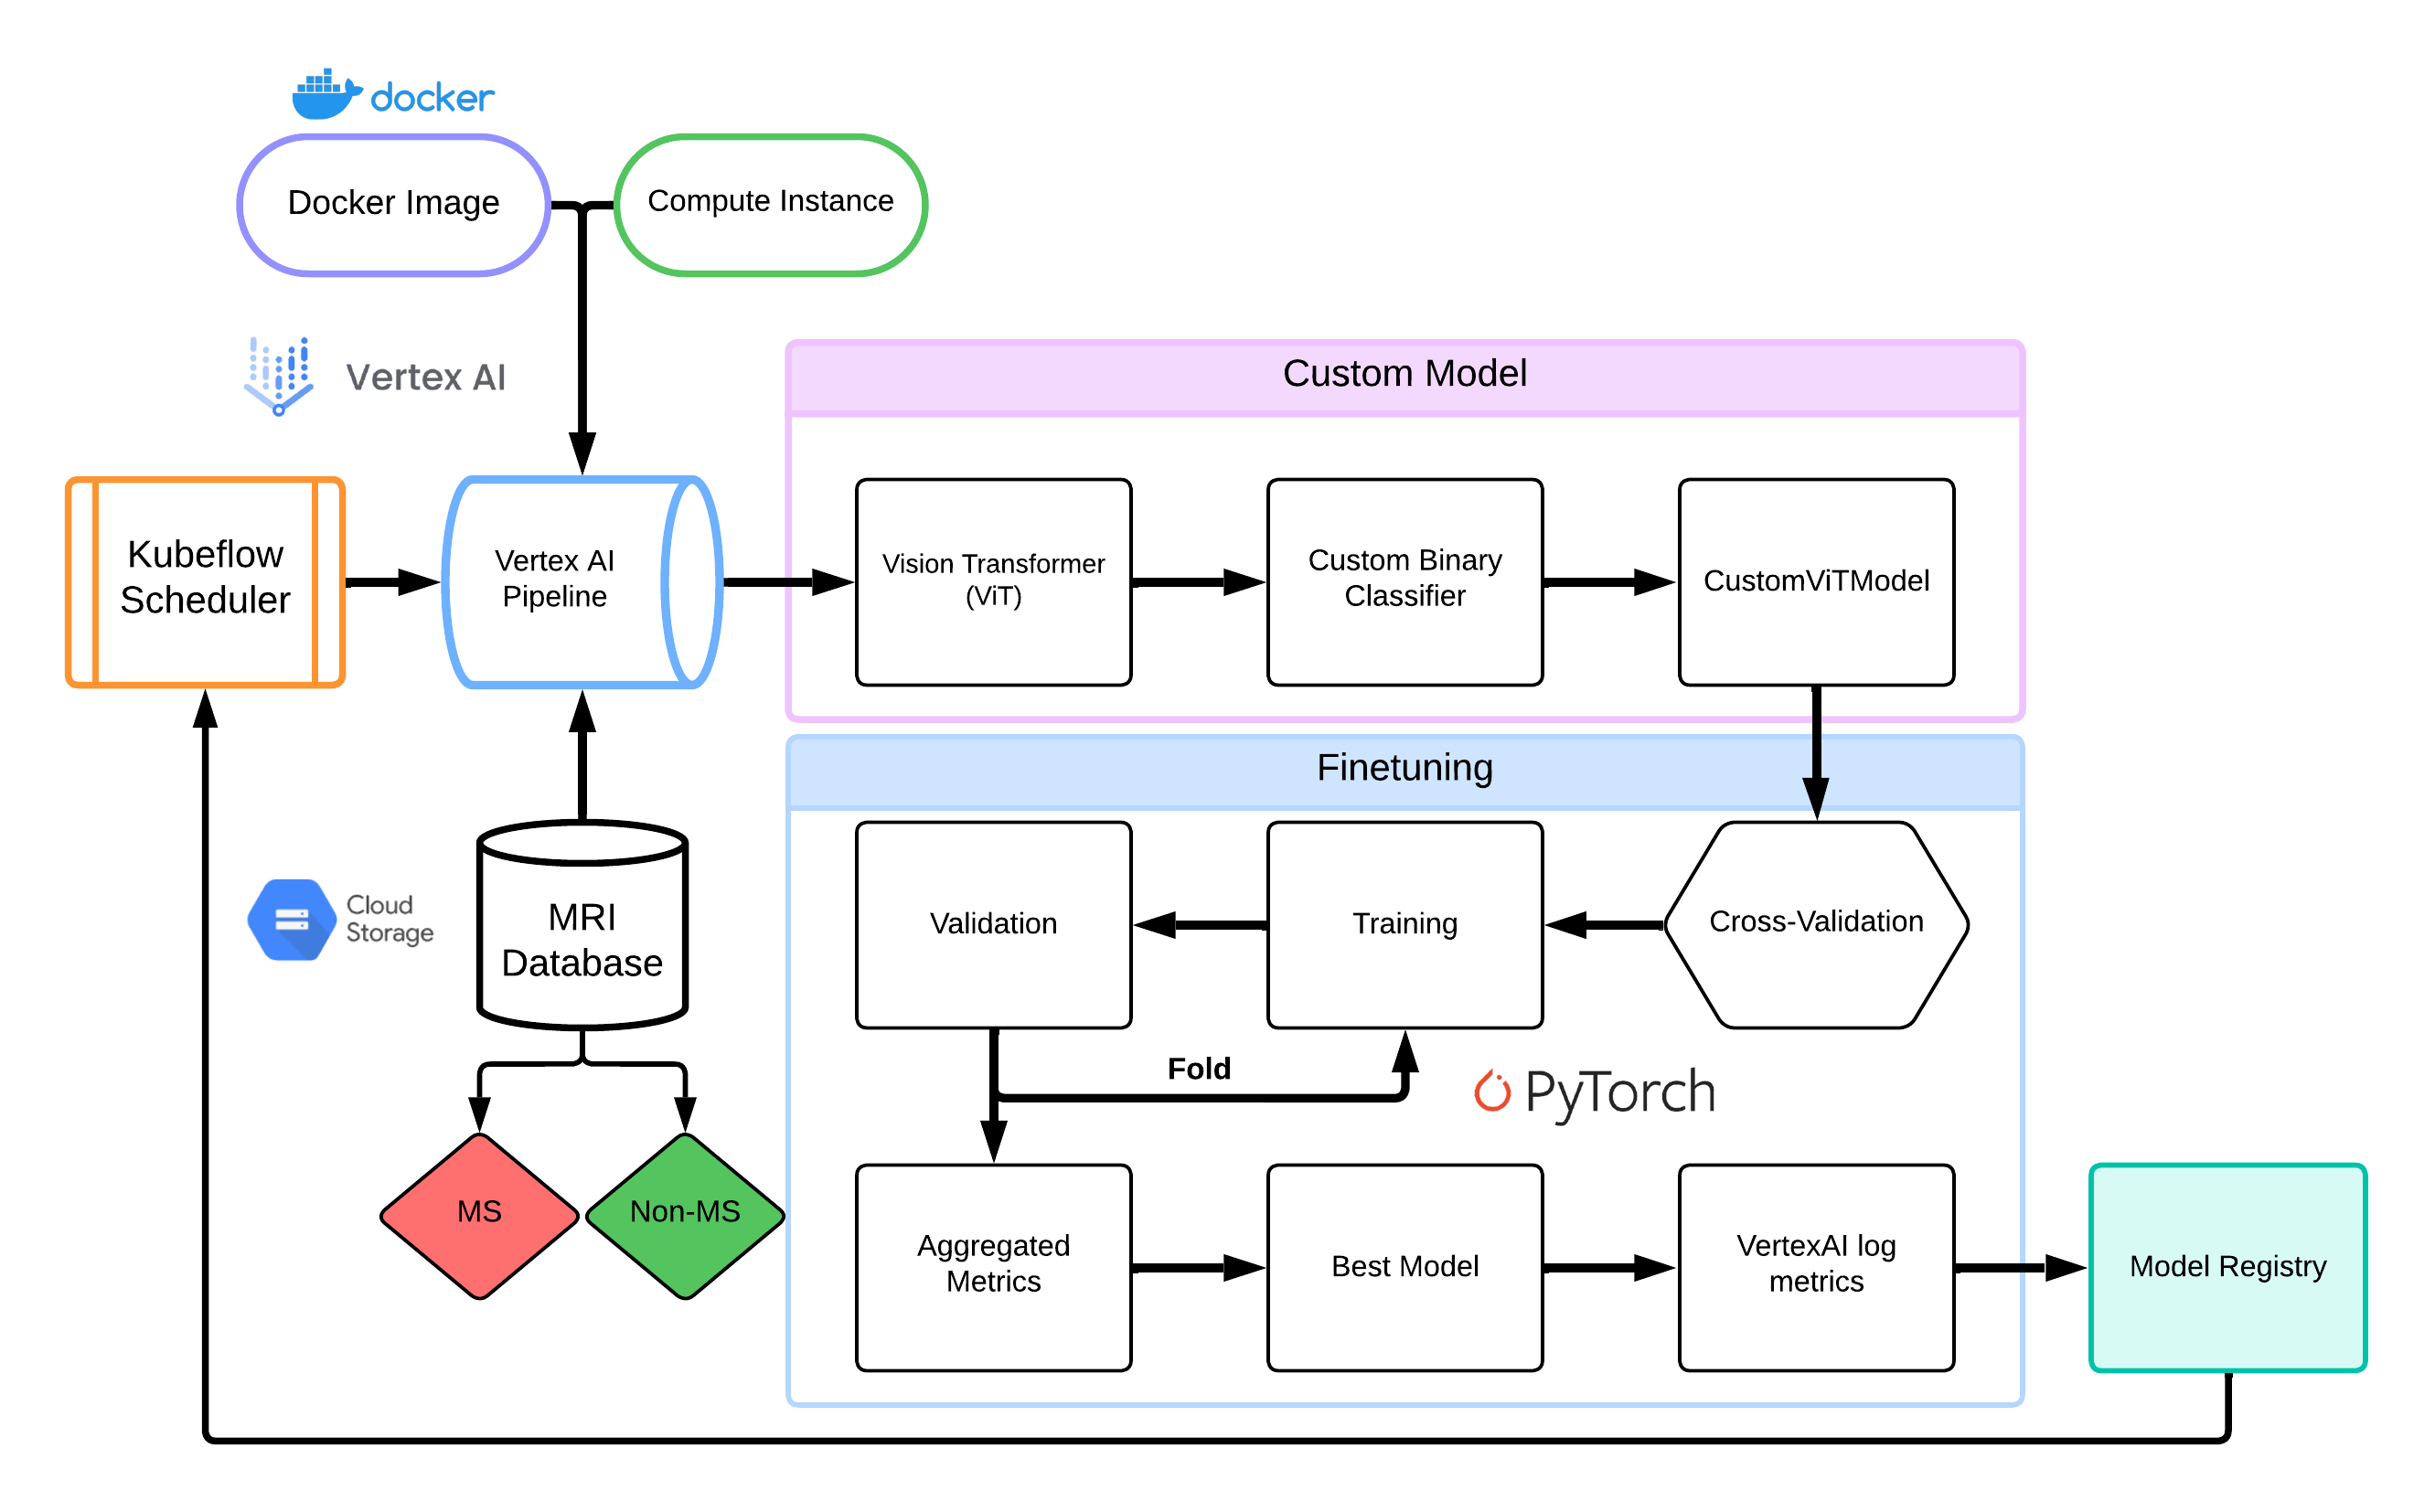 docker
Docker Image
Compute Instance
Vertex AI
Custom Model
Kubeflow
Scheduler
Vertex AI
Pipeline
Vision Transformer
(ViT)
Custom Binary
Classifier
CustomViTModel
Finetuning
Cloud
Storage
MRI
Database
Validation
Training
Cross-Validation
Fold
PyTorch
MS
Non-MS
Aggregated
Metrics
Best Model
VertexAI log
metrics
Model Registry